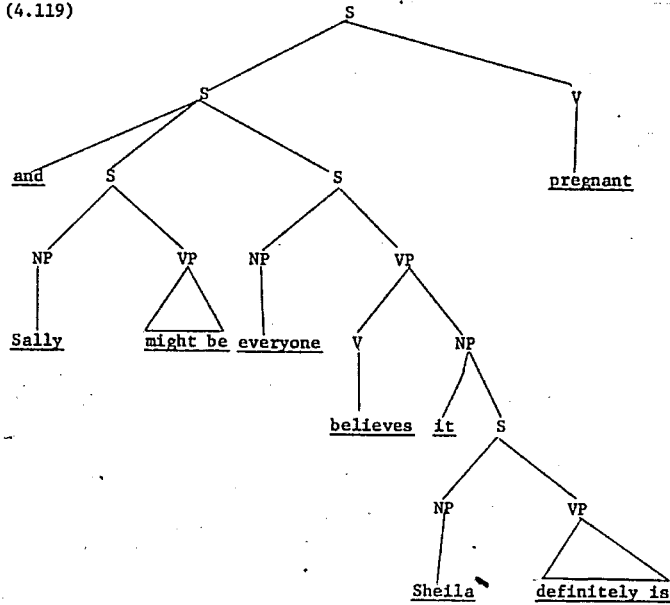 (4.119)
S
S V
and S S pregnant
NP VP NP VP
Sally might be everyone V NP
believes it S
NP VP
Sheila definitely is